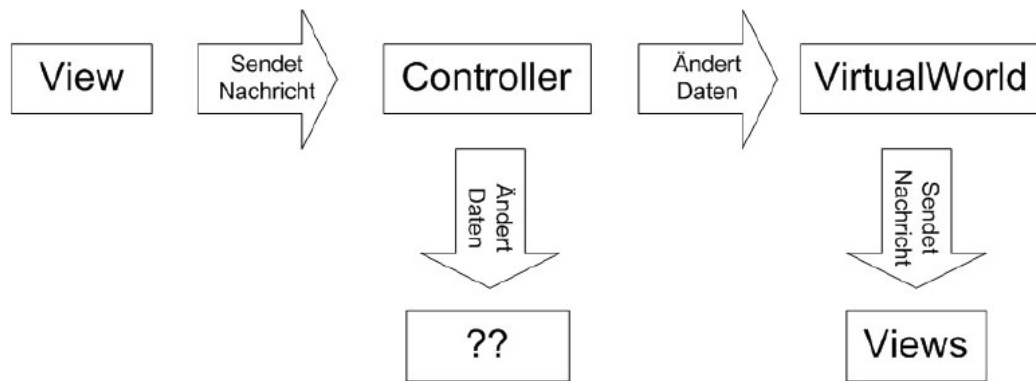 View
Sendet
Nachricht
Controller
Ändert
Daten
VirtualWorld
Ändert
Daten
Sendet
Nachricht
??
Views